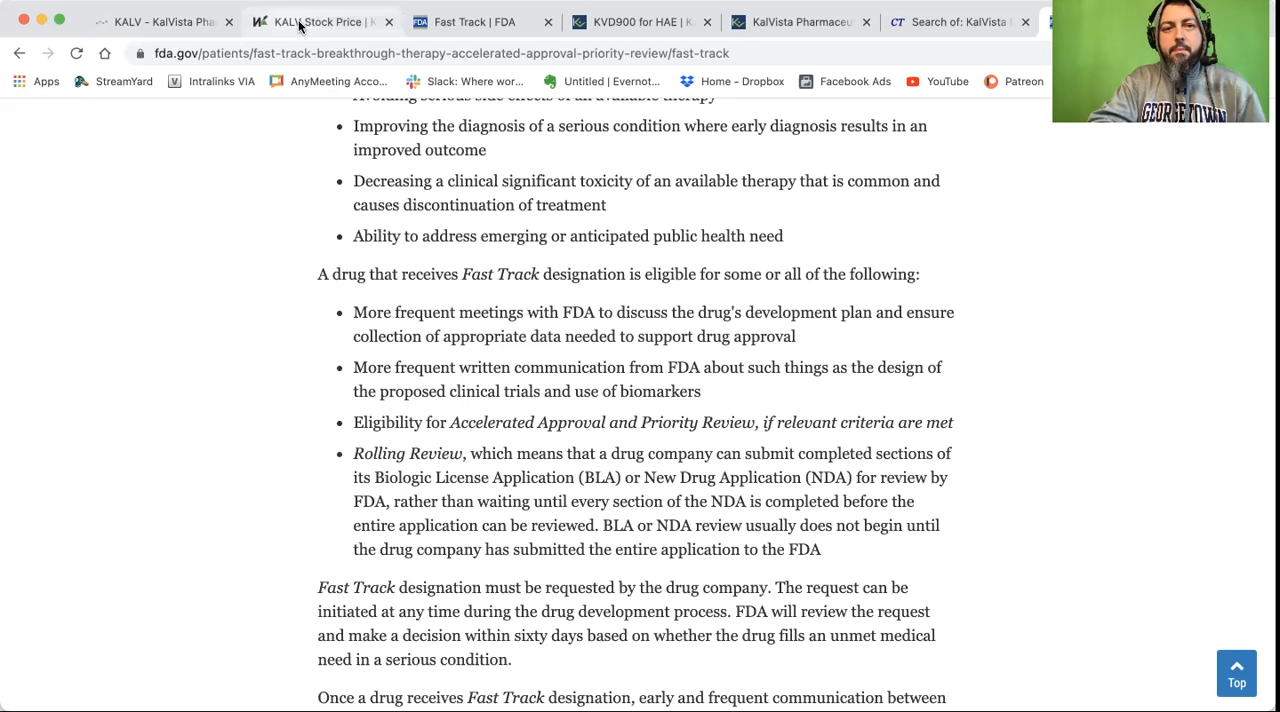 KALV - KalVista Pha
KALV Stock Price | K
FDA Fast Track | FDA
KVD900 for HAE | K
KalVista Pharmaceu
CT Search of: KalVista
fda.gov/patients/fast-track-breakthrough-therapy-accelerated-approval-priority-review/fast-track
Apps
StreamYard
Intralinks VIA
AnyMeeting Acco...
Slack: Where wor...
Untitled | Evernot...
Home - Dropbox
Facebook Ads
YouTube
Patreon
GEORGETOWN
Avoiding serious side effects of an available therapy
• Improving the diagnosis of a serious condition where early diagnosis results in an
improved outcome
• Decreasing a clinical significant toxicity of an available therapy that is common and
causes discontinuation of treatment
• Ability to address emerging or anticipated public health need
A drug that receives Fast Track designation is eligible for some or all of the following:
• More frequent meetings with FDA to discuss the drug's development plan and ensure
collection of appropriate data needed to support drug approval
• More frequent written communication from FDA about such things as the design of
the proposed clinical trials and use of biomarkers
• Eligibility for Accelerated Approval and Priority Review, if relevant criteria are met
• Rolling Review, which means that a drug company can submit completed sections of
its Biologic License Application (BLA) or New Drug Application (NDA) for review by
FDA, rather than waiting until every section of the NDA is completed before the
entire application can be reviewed. BLA or NDA review usually does not begin until
the drug company has submitted the entire application to the FDA
Fast Track designation must be requested by the drug company. The request can be
initiated at any time during the drug development process. FDA will review the request
and make a decision within sixty days based on whether the drug fills an unmet medical
need in a serious condition.
Once a drug receives Fast Track designation, early and frequent communication between
Top